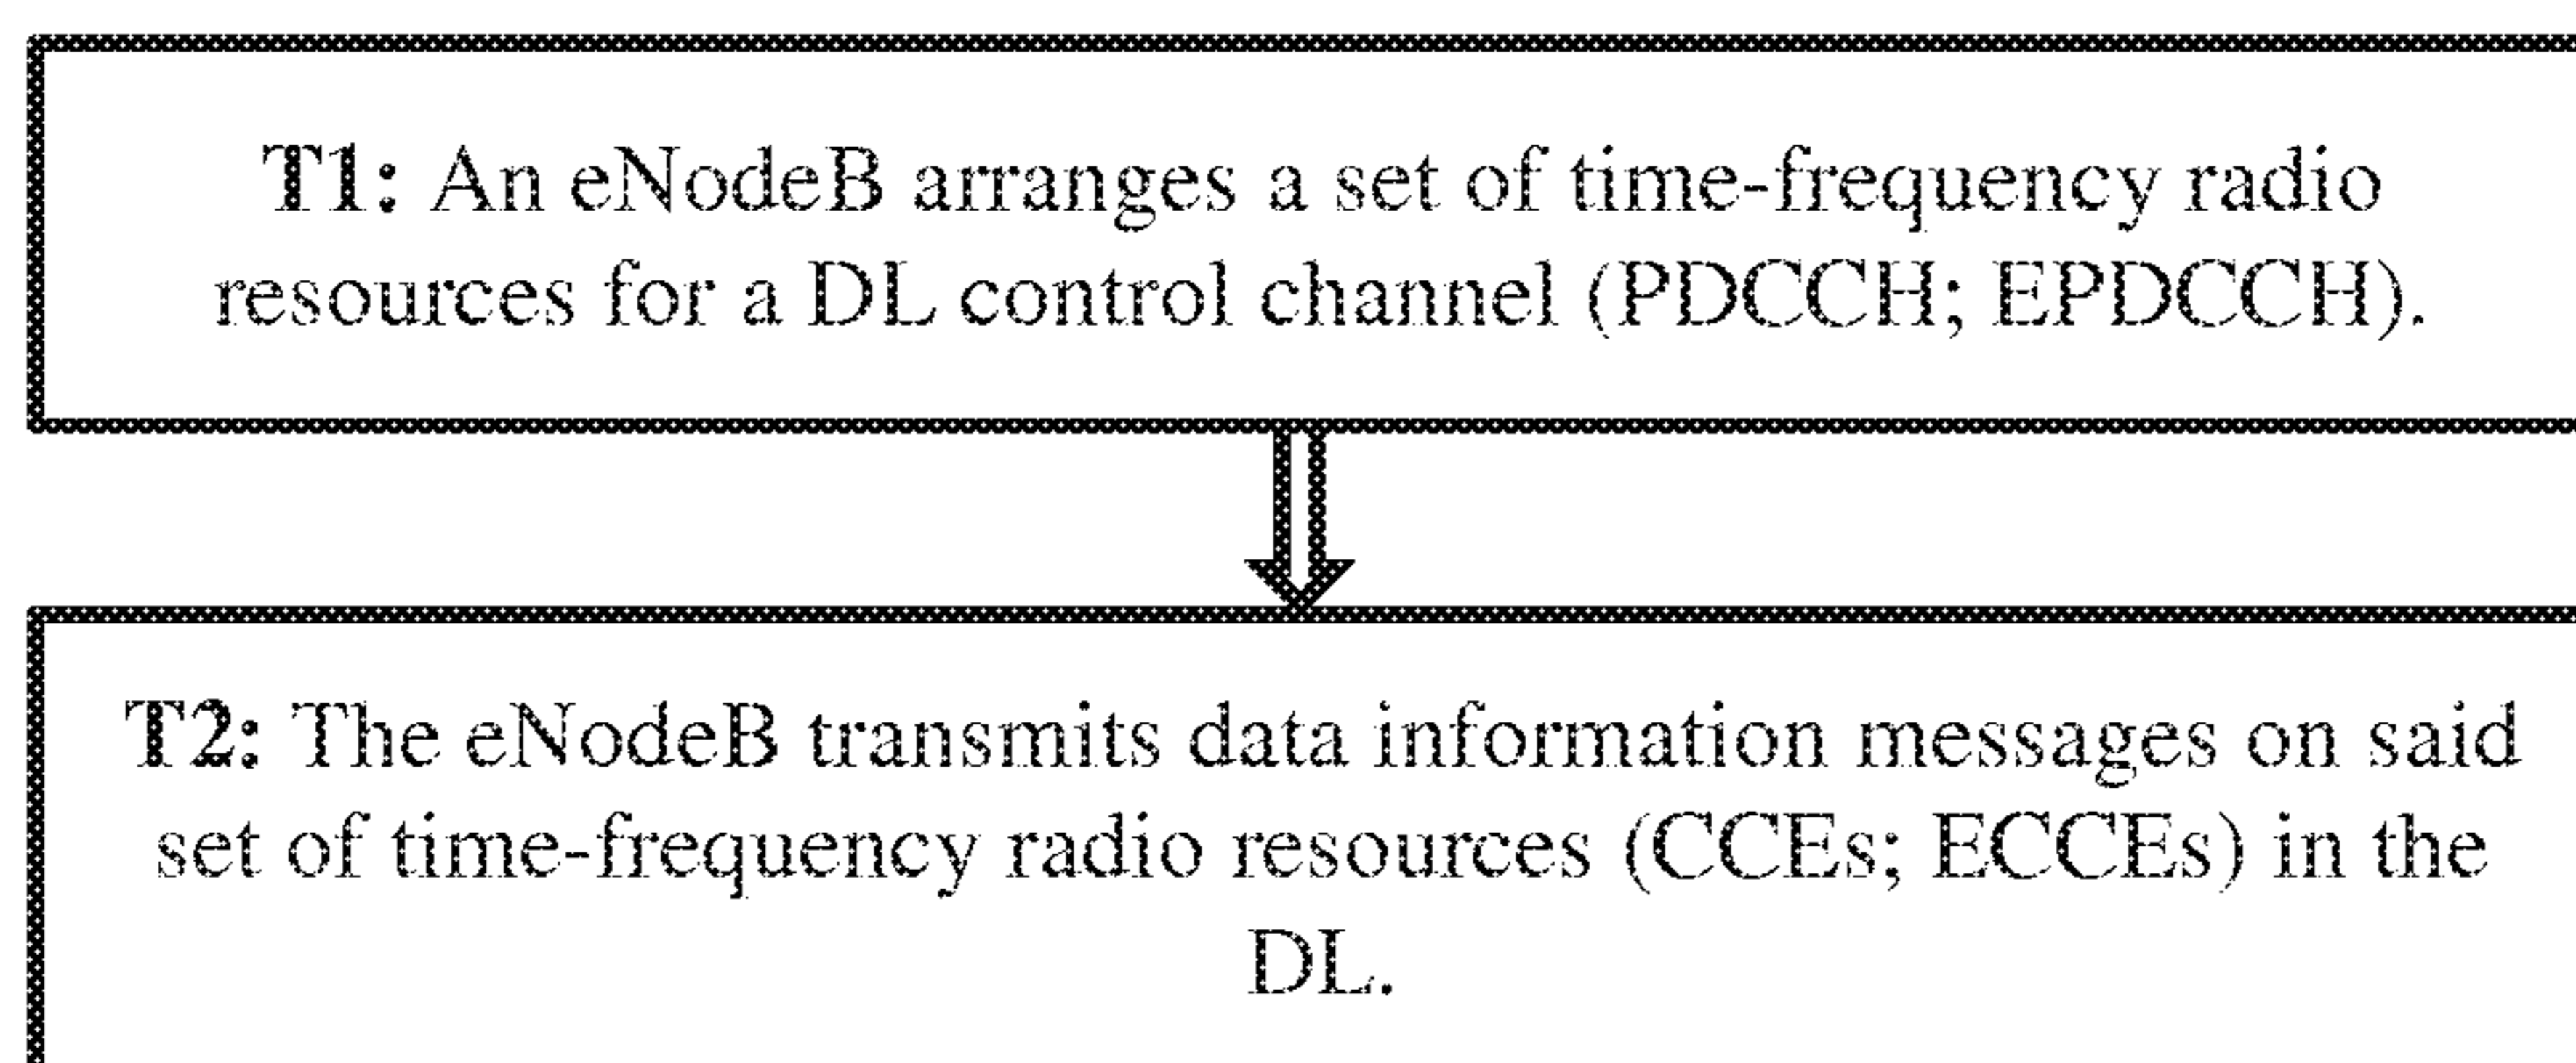 T1: An eNodeB arranges a set of time-frequency radio
resources for a DL control channel (PDCCH; EPDCCH).
T2: The eNodeB transmits data information messages on said
set of time-frequency radio resources (CCEs; ECCEs) in the
DL.